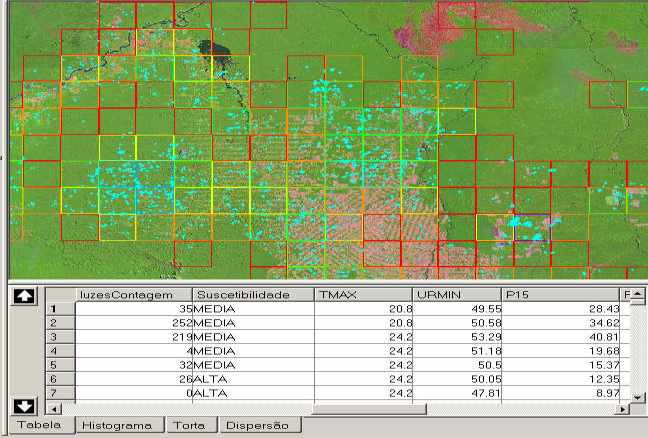 luzesContagem Suscetibilidade TMAX URMIN P15 F
1 35 MEDIA 20.8 49.55 28.43
2 252 MEDIA 20.8 50.58 34.62
3 219 MEDIA 24.2 53.29 40.81
4 4 MEDIA 24.2 51.18 19.68
5 32 MEDIA 24.2 50.5 15.37
6 26 ALTA 24.2 50.05 12.35
7 0 ALTA 24.2 47.81 8.97
Tabela Histograma Torta Dispersão